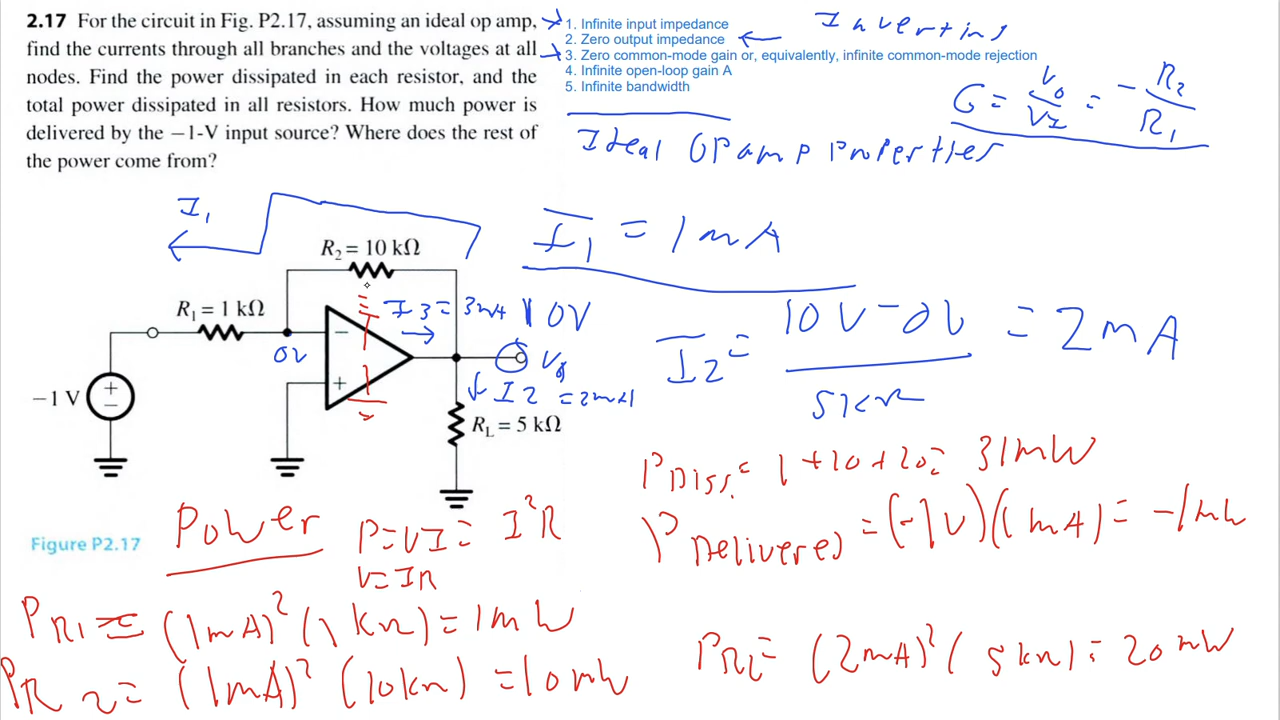 2.17 For the circuit in Fig. P2.17, assuming an ideal op amp,
find the currents through all branches and the voltages at all
nodes. Find the power dissipated in each resistor, and the
total power dissipated in all resistors. How much power is
delivered by the −1-V input source? Where does the rest of
the power come from?
1. Infinite input impedance
2. Zero output impedance
3. Zero common-mode gain or, equivalently, infinite common-mode rejection
4. Infinite open-loop gain A
5. Infinite bandwidth
Inverting
G = Vo/VI = - R2/R1
Ideal OP amp Properties
I1
R2 = 10 kΩ
R1 = 1 kΩ
I3 = 3mA
10V
0V
Vo
−1 V
I2 = 2mA
RL = 5 kΩ
Figure P2.17
I1 = 1mA
I2 = 10V-0V/5kΩ = 2mA
Power
P=VI= I²R
V=IR
PDiss. = 1+10+20= 31mW
PDelivered = (-1V)(1mA) = -1mW
PR1 = (1mA)² (1kΩ) = 1mW
PR2 = (1mA)² (10kΩ) = 10mW
PRL = (2mA)² (5kΩ) = 20mW